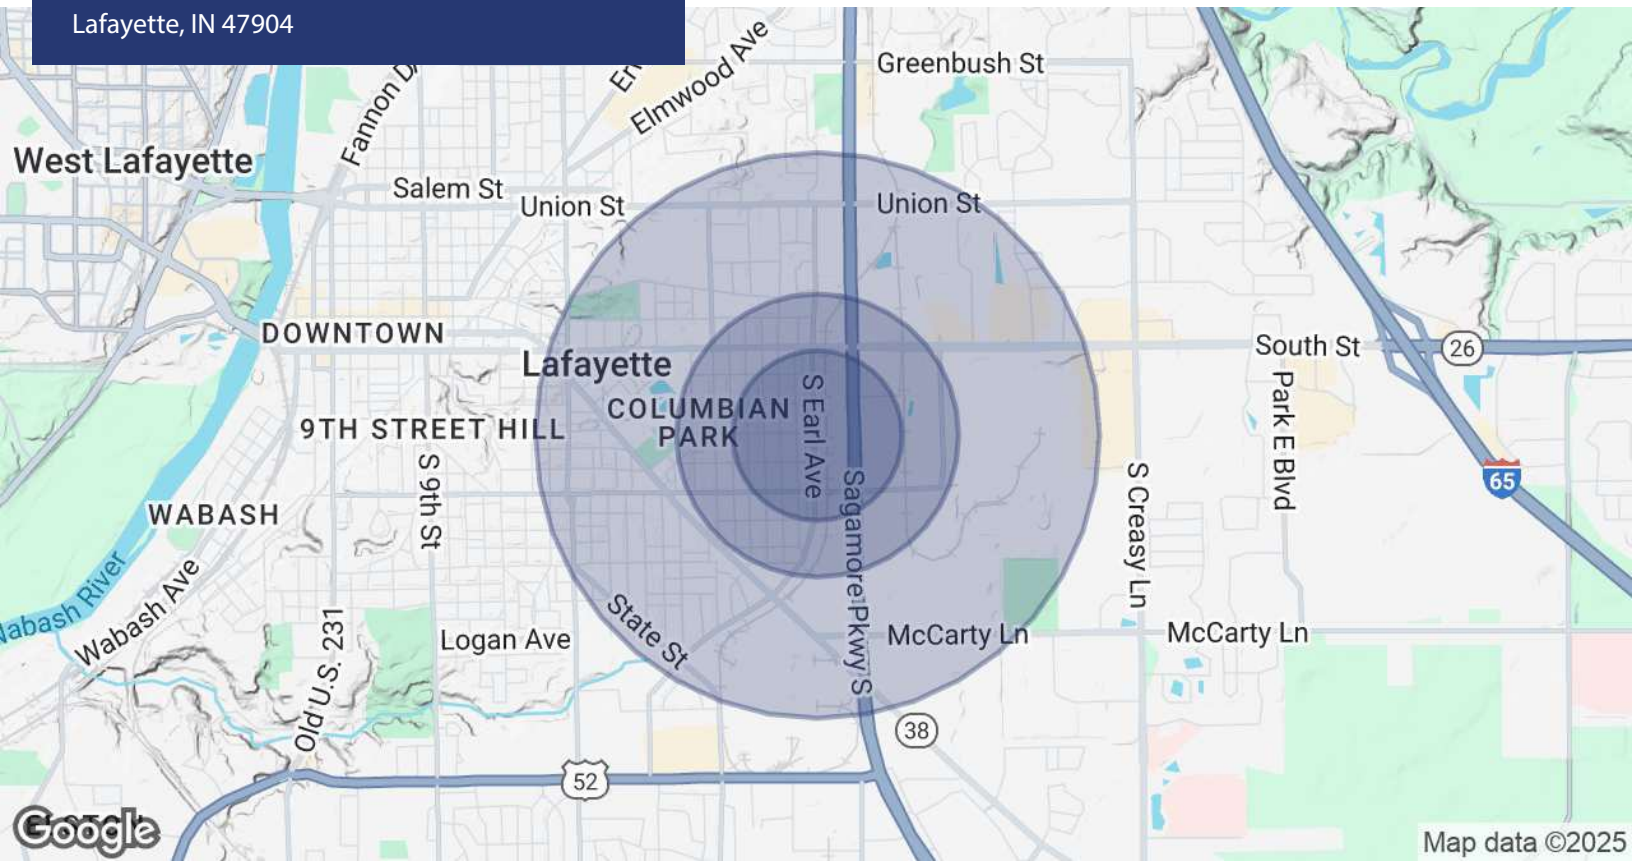 Lafayette, IN 47904
Elmwood Ave
Greenbush St
Fannon
West Lafayette
Salem St
Union St
Union St
DOWNTOWN
Lafayette
South St
26
COLUMBIAN
PARK
S Earl Ave
Park E Blvd
9TH STREET HILL
S 9th St
S Creasy Ln
65
WABASH
Sagamore Pkwy S
Wabash River
Wabash Ave
State St
Old U.S. 231
Logan Ave
McCarty Ln
McCarty Ln
38
52
Google
Map data ©2025